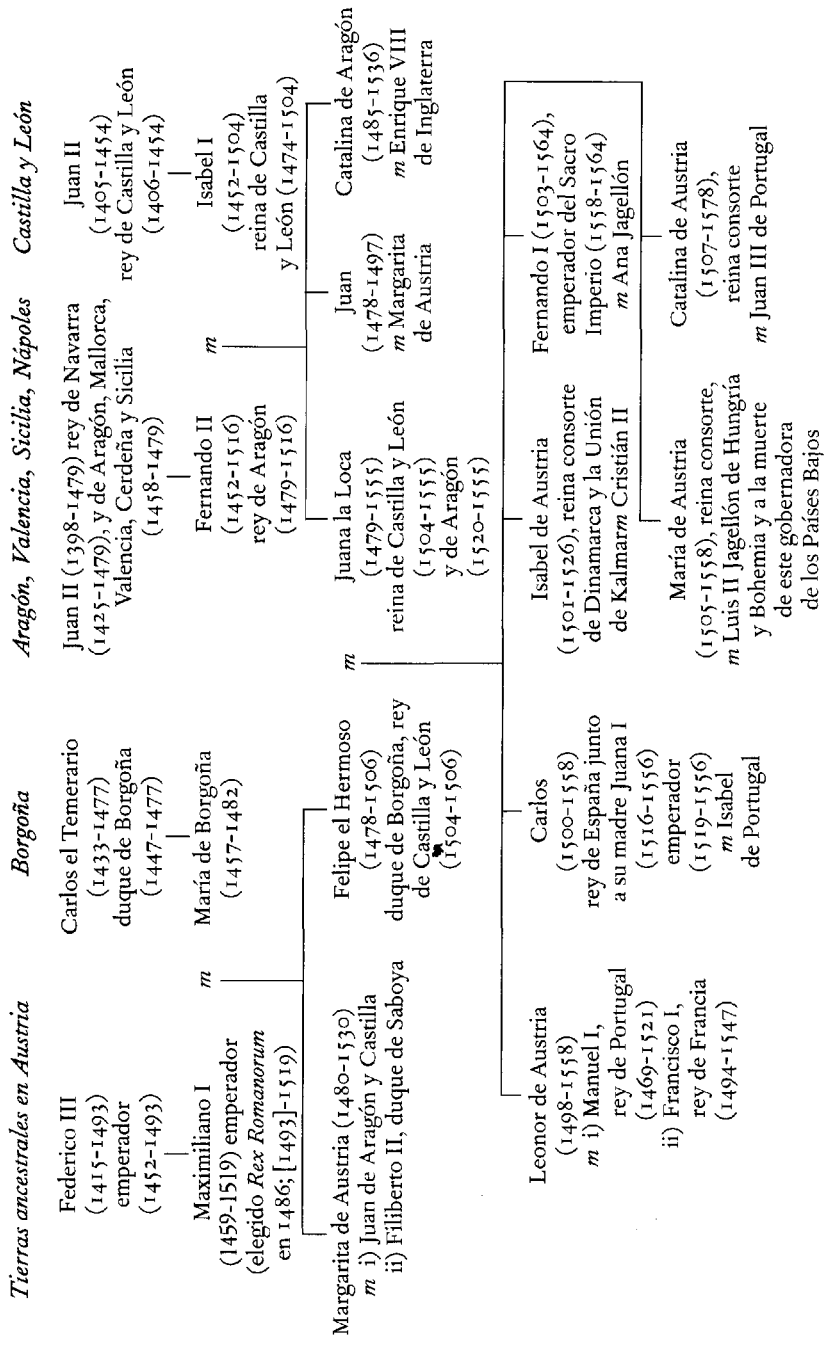 Tierras ancestrales en Austria
Borgoña
Aragón, Valencia, Sicilia, Nápoles
Castilla y León
Federico III
(1415-1493)
emperador
(1452-1493)
Carlos el Temerario
(1433-1477)
duque de Borgoña
(1447-1477)
Juan II (1398-1479) rey de Navarra
(1425-1479), y de Aragón, Mallorca,
Valencia, Cerdeña y Sicilia
(1458-1479)
Juan II
(1405-1454)
rey de Castilla y León
(1406-1454)
Maximiliano I
(1459-1519) emperador
(elegido Rex Romanorum
en 1486; [1493]-1519)
m
María de Borgoña
(1457-1482)
Fernando II
(1452-1516)
rey de Aragón
(1479-1516)
m
Isabel I
(1452-1504)
reina de Castilla
y León (1474-1504)
Margarita de Austria (1480-1530)
m i) Juan de Aragón y Castilla
ii) Filiberto II, duque de Saboya
Felipe el Hermoso
(1478-1506)
duque de Borgoña, rey
de Castilla y León
(1504-1506)
m
Juana la Loca
(1479-1555)
reina de Castilla y León
(1504-1555)
y de Aragón
(1520-1555)
Juan
(1478-1497)
m Margarita
de Austria
Catalina de Aragón
(1485-1536)
m Enrique VIII
de Inglaterra
Leonor de Austria
(1498-1558)
m i) Manuel I,
rey de Portugal
(1469-1521)
ii) Francisco I,
rey de Francia
(1494-1547)
Carlos
(1500-1558)
rey de España junto
a su madre Juana I
(1516-1556)
emperador
(1519-1556)
m Isabel
de Portugal
Isabel de Austria
(1501-1526), reina consorte
de Dinamarca y la Unión
de Kalmarm Cristián II
Fernando I (1503-1564),
emperador del Sacro
Imperio (1558-1564)
m Ana Jagellón
María de Austria
(1505-1558), reina consorte,
m Luis II Jagellón de Hungría
y Bohemia y a la muerte
de este gobernadora
de los Países Bajos
Catalina de Austria
(1507-1578),
reina consorte
m Juan III de Portugal